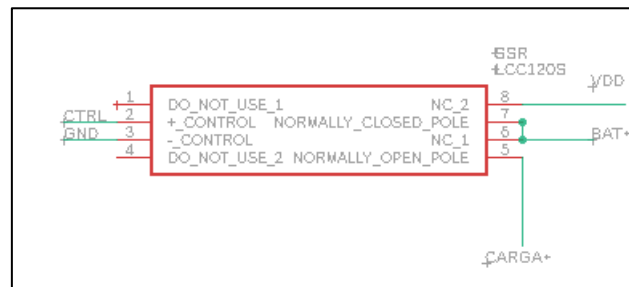 SSR
LCC120S
VDD
1 DO_NOT_USE_1 NC_2 8
CTRL 2 +_CONTROL NORMALLY_CLOSED_POLE 7
GND 3 -_CONTROL NC_1 6 BAT+
4 DO_NOT_USE_2 NORMALLY_OPEN_POLE 5
CARGA+